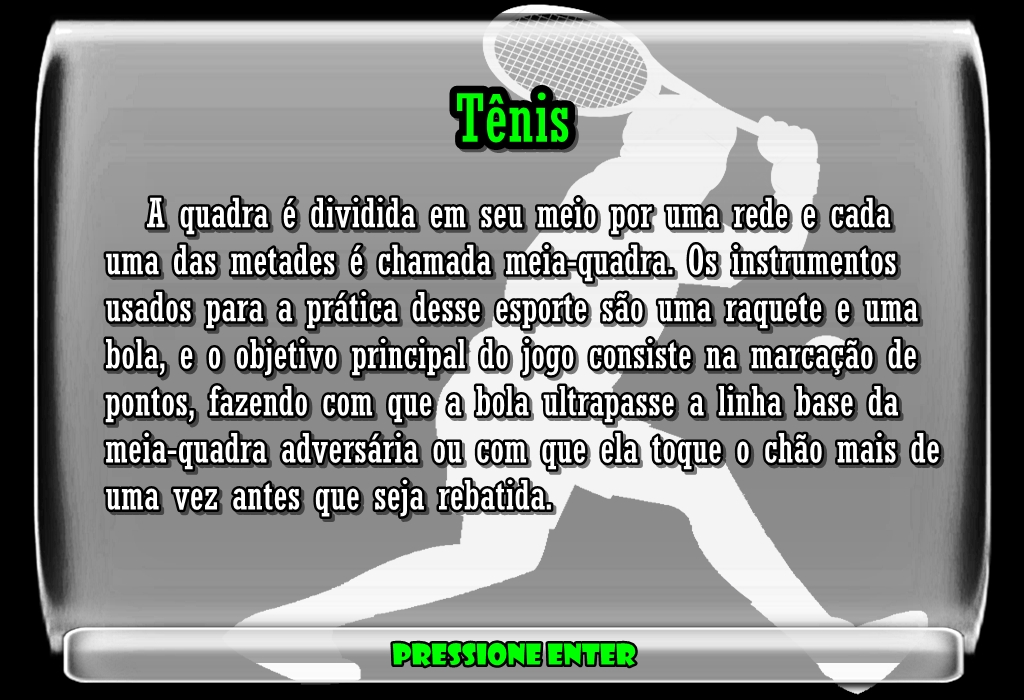 Tênis
A quadra é dividida em seu meio por uma rede e cada
uma das metades é chamada meia-quadra. Os instrumentos
usados para a prática desse esporte são uma raquete e uma
bola, e o objetivo principal do jogo consiste na marcação de
pontos, fazendo com que a bola ultrapasse a linha base da
meia-quadra adversária ou com que ela toque o chão mais de
uma vez antes que seja rebatida.
PRESSIONE ENTER